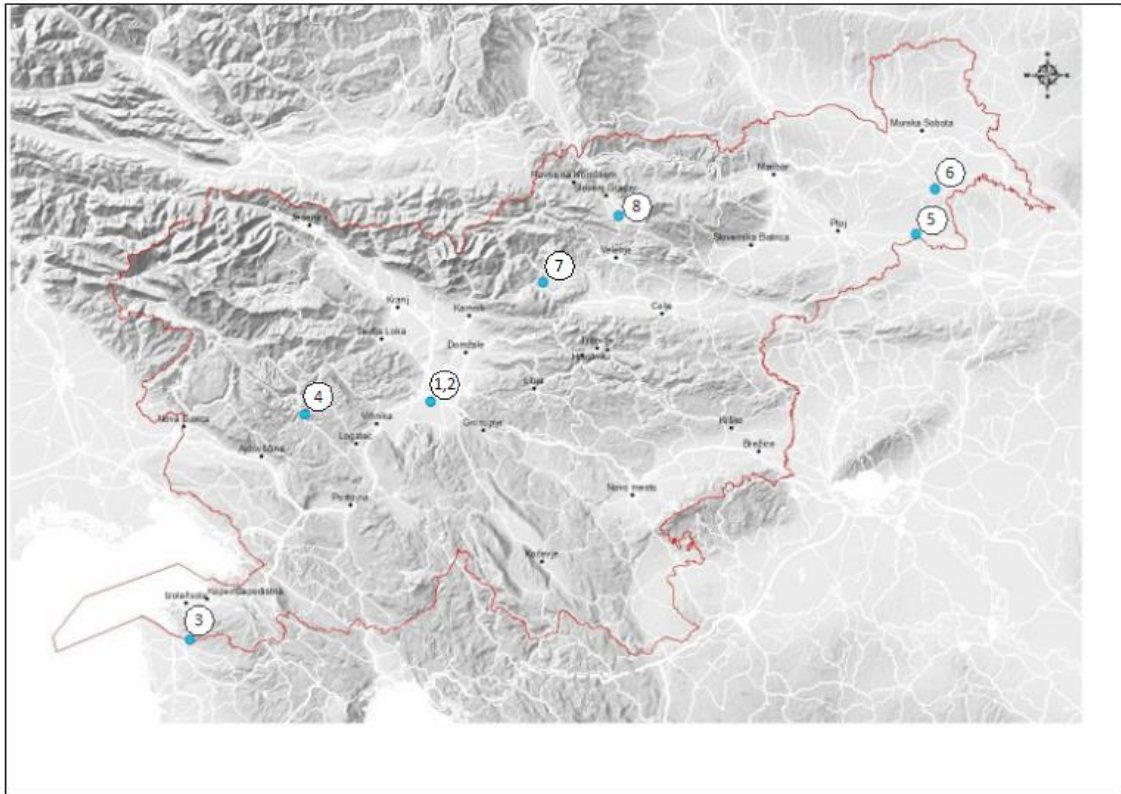 Murska Sobota
6
Maribor
Ravne na Koroškem
Slovenj Gradec
8
5
Ptuj
Jesenice
Slovenska Bistrica
Velenje
7
Kranj
Kamnik
Celje
Škofja Loka
Domžale
Trbovlje
Hrastnik
Litija
1,2
4
Nova Gorica
Vrhnika
Grosuplje
Krško
Logatec
Brežice
Ajdovščina
Novo mesto
Postojna
Kočevje
Izola/Isola
Koper/Capodistria
3